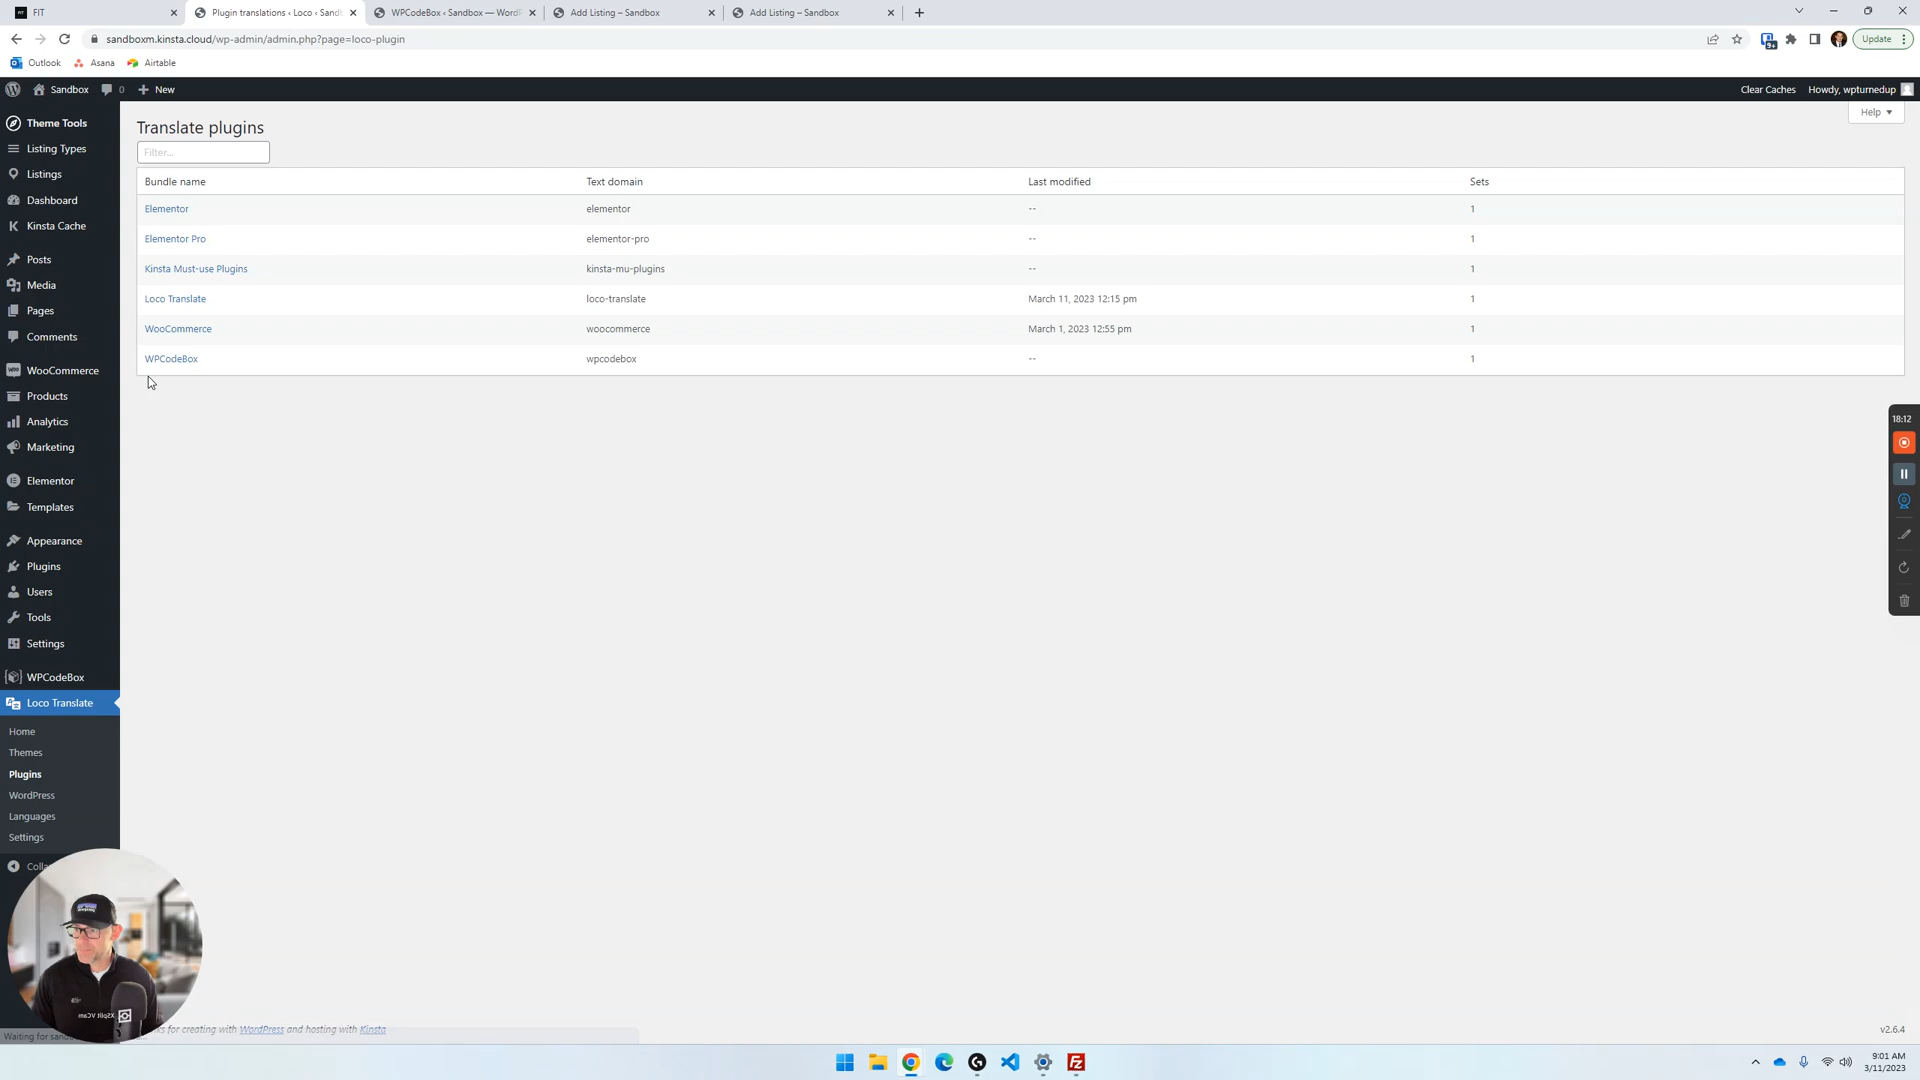 FIT
Plugin translations ‹ Loco ‹ Sandb
WPCodeBox ‹ Sandbox — WordP
Add Listing – Sandbox
Add Listing – Sandbox
sandboxm.kinsta.cloud/wp-admin/admin.php?page=loco-plugin
9+
Update
Outlook
Asana
Airtable
Sandbox
0
New
Clear Caches
Howdy, wpturnedup
Help
Theme Tools
Listing Types
Listings
Dashboard
Kinsta Cache
Posts
Media
Pages
Comments
WooCommerce
Products
Analytics
Marketing
Elementor
Templates
Appearance
Plugins
Users
Tools
Settings
WPCodeBox
Loco Translate
Home
Themes
Plugins
WordPress
Languages
Settings
Translate plugins
Filter...
Bundle name Text domain Last modified Sets
Elementor elementor -- 1
Elementor Pro elementor-pro -- 1
Kinsta Must-use Plugins kinsta-mu-plugins -- 1
Loco Translate loco-translate March 11, 2023 12:15 pm 1
WooCommerce woocommerce March 1, 2023 12:55 pm 1
WPCodeBox wpcodebox -- 1
18:12
XSplit VCam
for creating with WordPress and hosting with Kinsta
v2.6.4
Waiting for
9:01 AM
3/11/2023